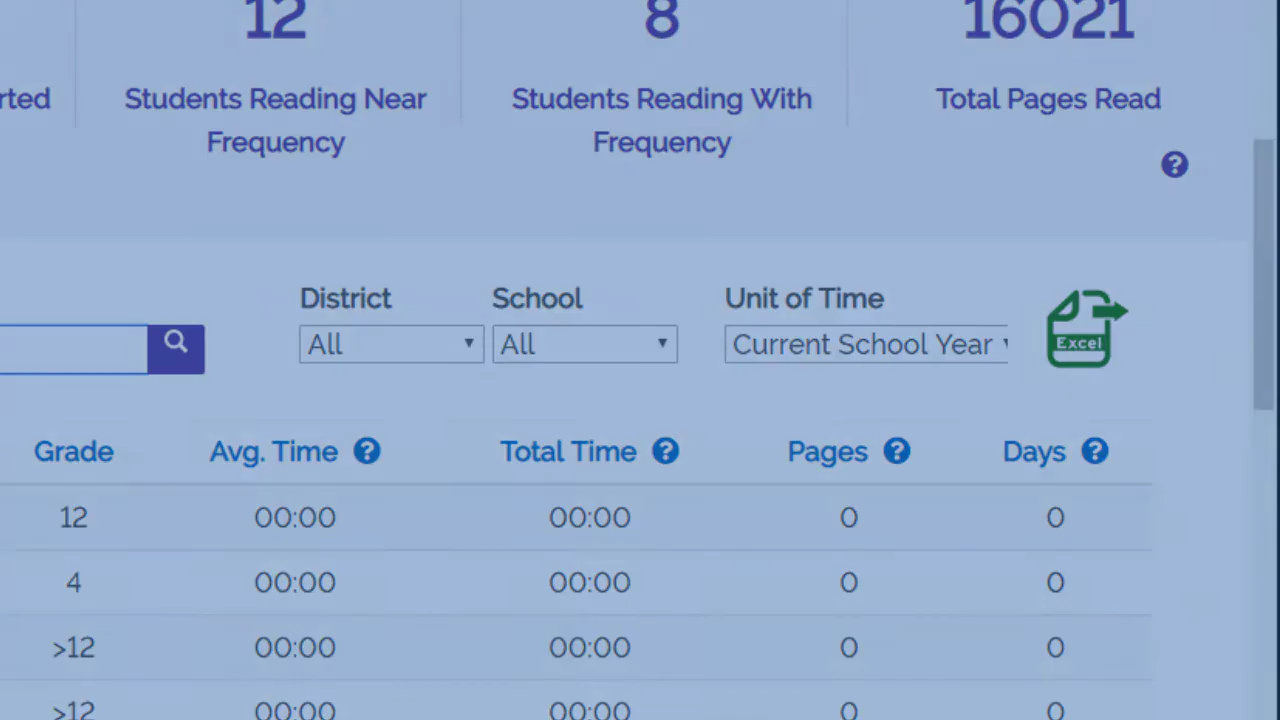 12
8
16021
rted
Students Reading Near
Frequency
Students Reading With
Frequency
Total Pages Read
?
District
School
Unit of Time
All
All
Current School Year
Excel
Grade
Avg. Time ?
Total Time ?
Pages ?
Days ?
12 00:00 00:00 0 0
4 00:00 00:00 0 0
>12 00:00 00:00 0 0
>12 00:00 00:00 0 0